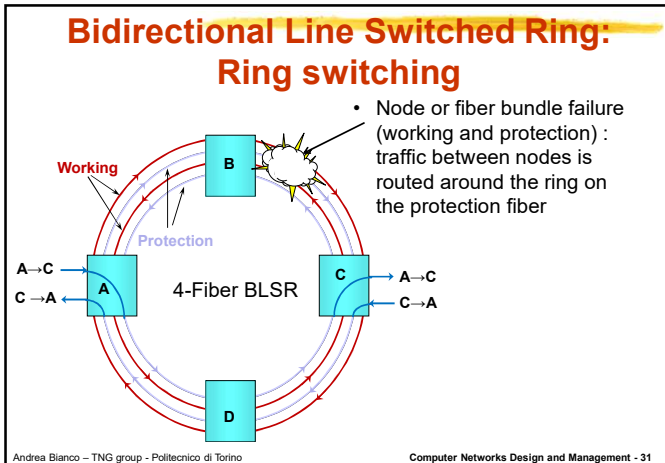 Bidirectional Line Switched Ring:
Ring switching
• Node or fiber bundle failure
(working and protection) :
traffic between nodes is
routed around the ring on
the protection fiber
B
Working
Protection
A→C
C →A
A
4-Fiber BLSR
C
A→C
C→A
D
Andrea Bianco – TNG group - Politecnico di Torino
Computer Networks Design and Management - 31